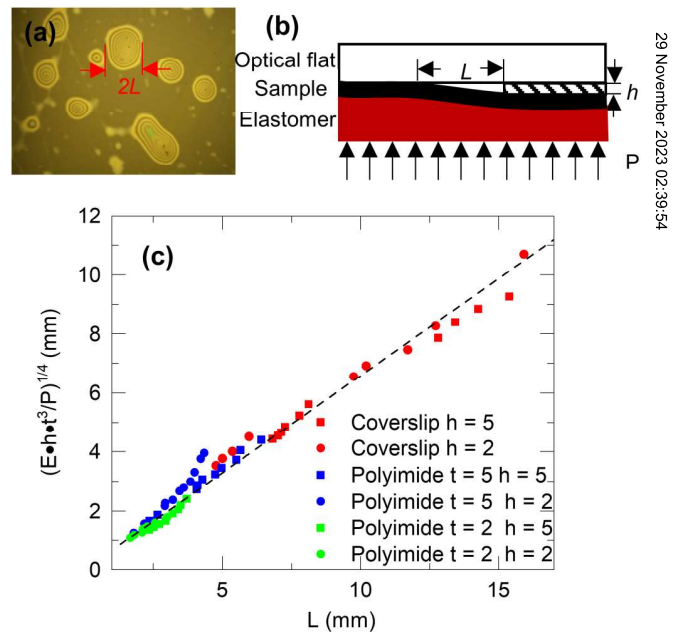 (a)
2L
(b)
Optical flat
Sample
Elastomer
L
h
P
29 November 2023 02:39:54
(c)
(E•h•t³/P)¹/⁴ (mm)
12
10
8
6
4
2
0
5
10
15
L (mm)
Coverslip h = 5
Coverslip h = 2
Polyimide t = 5 h = 5
Polyimide t = 5 h = 2
Polyimide t = 2 h = 5
Polyimide t = 2 h = 2